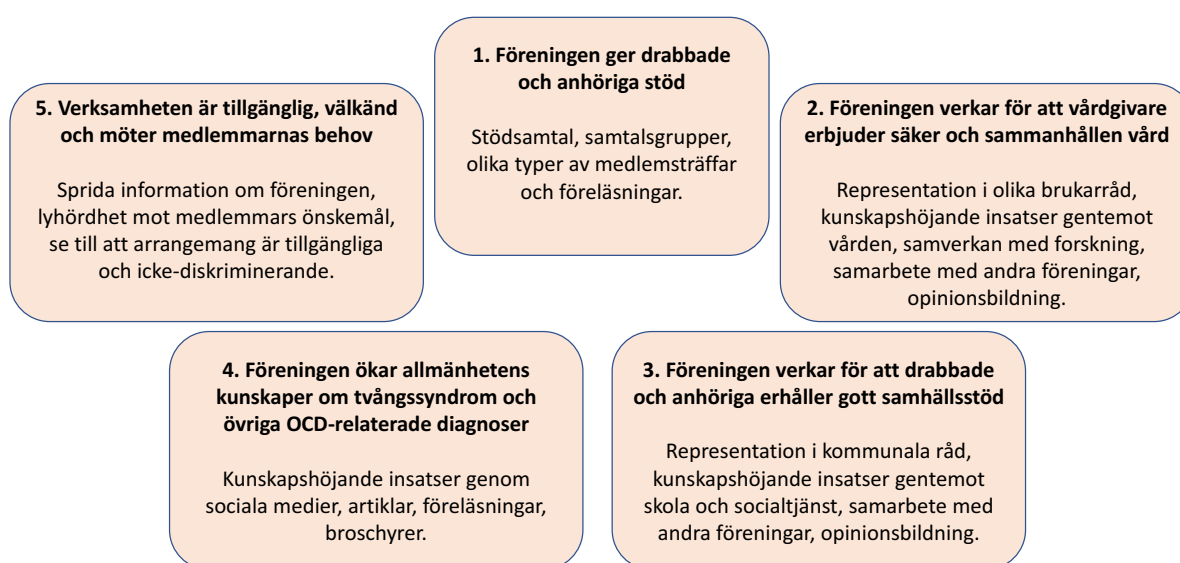 1. Föreningen ger drabbade
och anhöriga stöd
Stödsamtal, samtalsgrupper,
olika typer av medlemsträffar
och föreläsningar.
2. Föreningen verkar för att vårdgivare
erbjuder säker och sammanhållen vård
Representation i olika brukarråd,
kunskapshöjande insatser gentemot
vården, samverkan med forskning,
samarbete med andra föreningar,
opinionsbildning.
3. Föreningen verkar för att drabbade
och anhöriga erhåller gott samhällsstöd
Representation i kommunala råd,
kunskapshöjande insatser gentemot
skola och socialtjänst, samarbete med
andra föreningar, opinionsbildning.
4. Föreningen ökar allmänhetens
kunskaper om tvångssyndrom och
övriga OCD-relaterade diagnoser
Kunskapshöjande insatser genom
sociala medier, artiklar, föreläsningar,
broschyrer.
5. Verksamheten är tillgänglig, välkänd
och möter medlemmarnas behov
Sprida information om föreningen,
lyhördhet mot medlemmars önskemål,
se till att arrangemang är tillgängliga
och icke-diskriminerande.